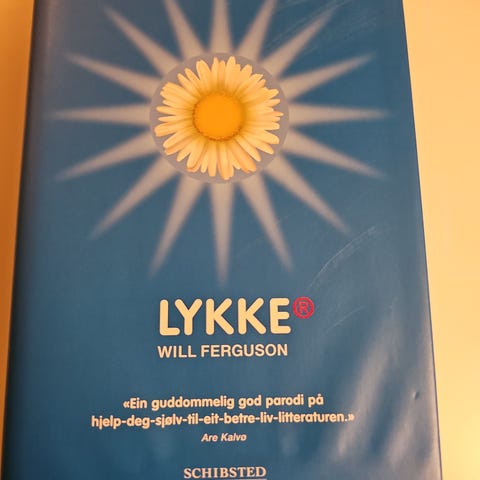 LYKKE®
WILL FERGUSON
«Ein guddommelig god parodi på
hjelp-deg-sjølv-til-eit-betre-liv-litteraturen.»
Are Kalvø
SCHIBSTED